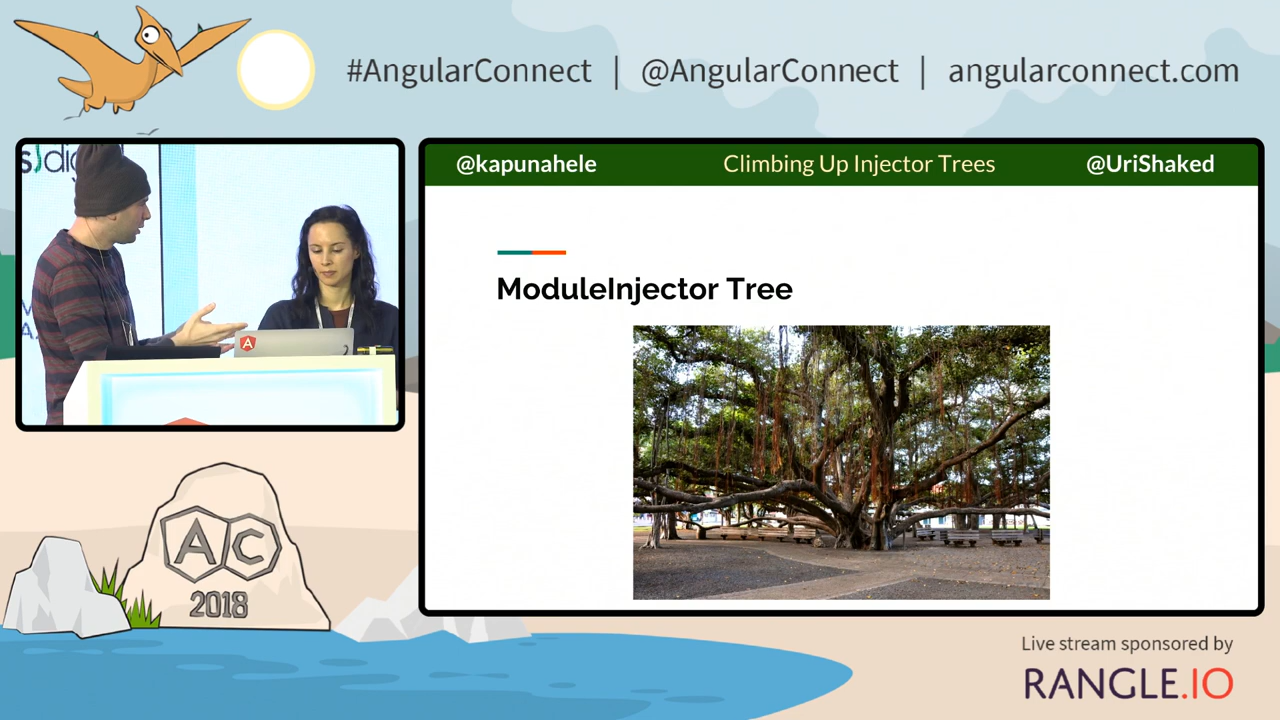 #AngularConnect | @AngularConnect | angularconnect.com
@kapunahele Climbing Up Injector Trees @UriShaked
ModuleInjector Tree
AC
2018
Live stream sponsored by
RANGLE.IO